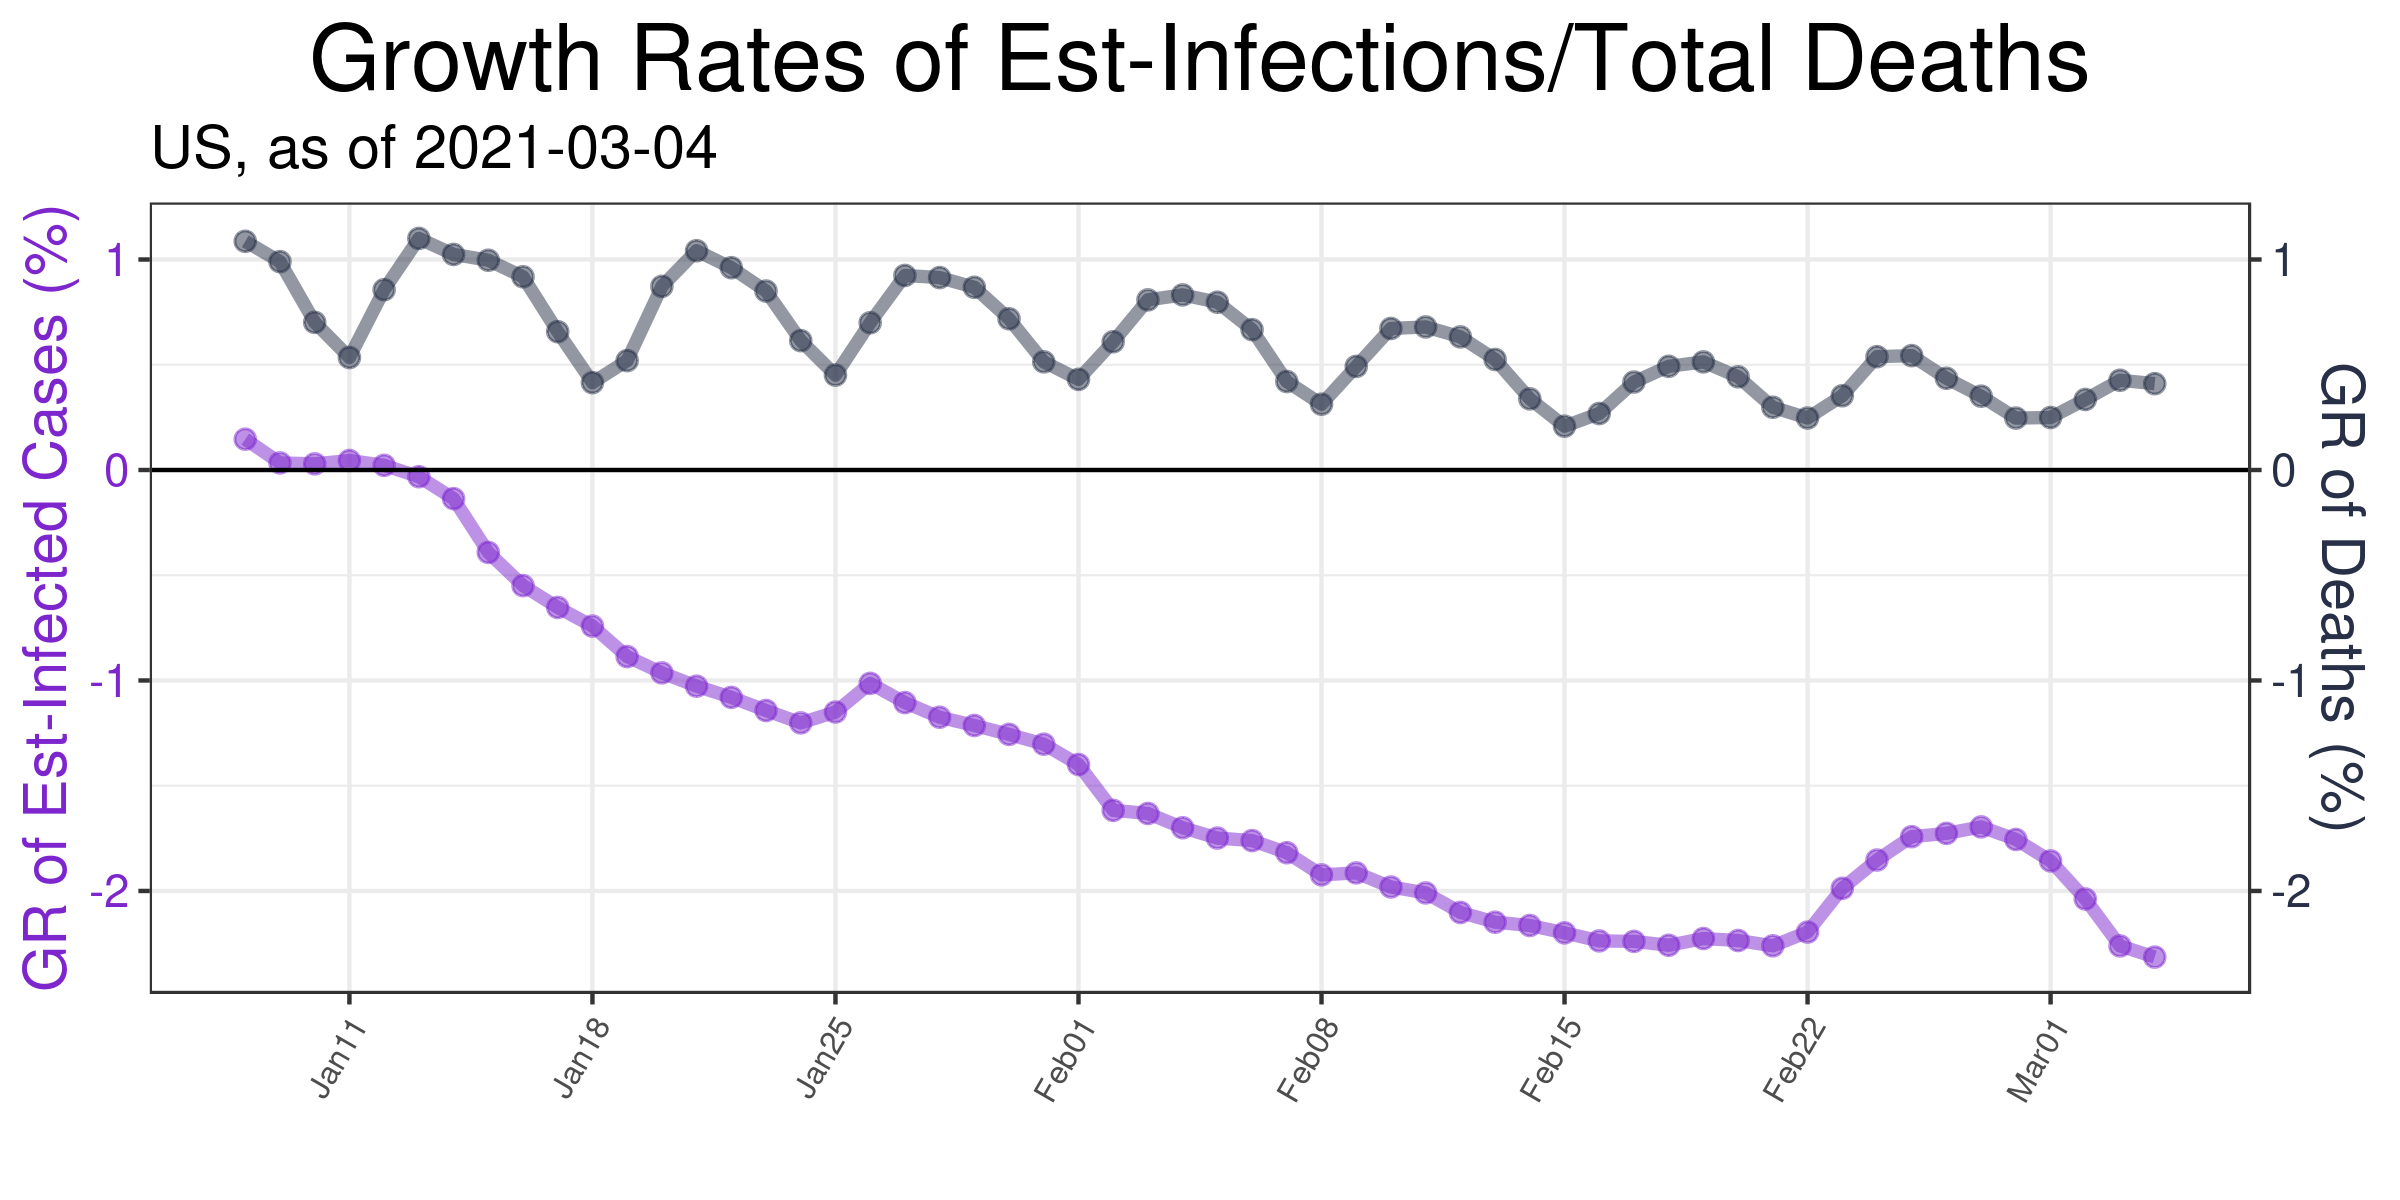 Growth Rates of Est-Infections/Total Deaths
US, as of 2021-03-04
GR of Est-Infected Cases (%)
1
0
-1
-2
1
0
-1
-2
GR of Deaths (%)
Jan11
Jan18
Jan25
Feb01
Feb08
Feb15
Feb22
Mar01